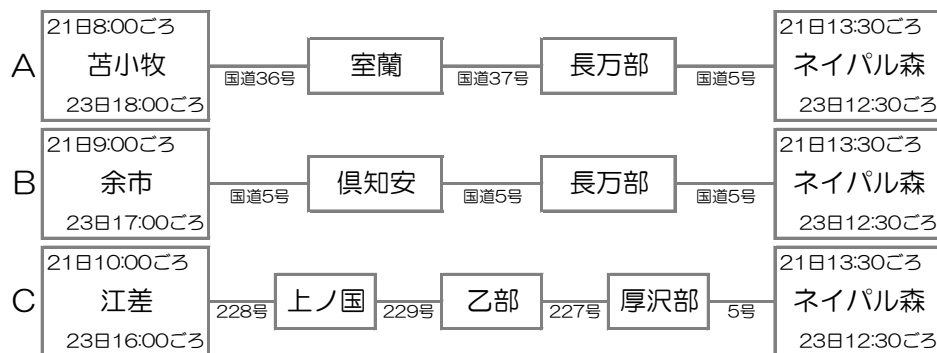 A
21日8:00ごろ
苫小牧
23日18:00ごろ
国道36号
室蘭
国道37号
長万部
国道5号
21日13:30ごろ
ネイパル森
23日12:30ごろ
B
21日9:00ごろ
余市
23日17:00ごろ
国道5号
倶知安
国道5号
長万部
国道5号
21日13:30ごろ
ネイパル森
23日12:30ごろ
C
21日10:00ごろ
江差
23日16:00ごろ
228号
上ノ国
229号
乙部
227号
厚沢部
5号
21日13:30ごろ
ネイパル森
23日12:30ごろ